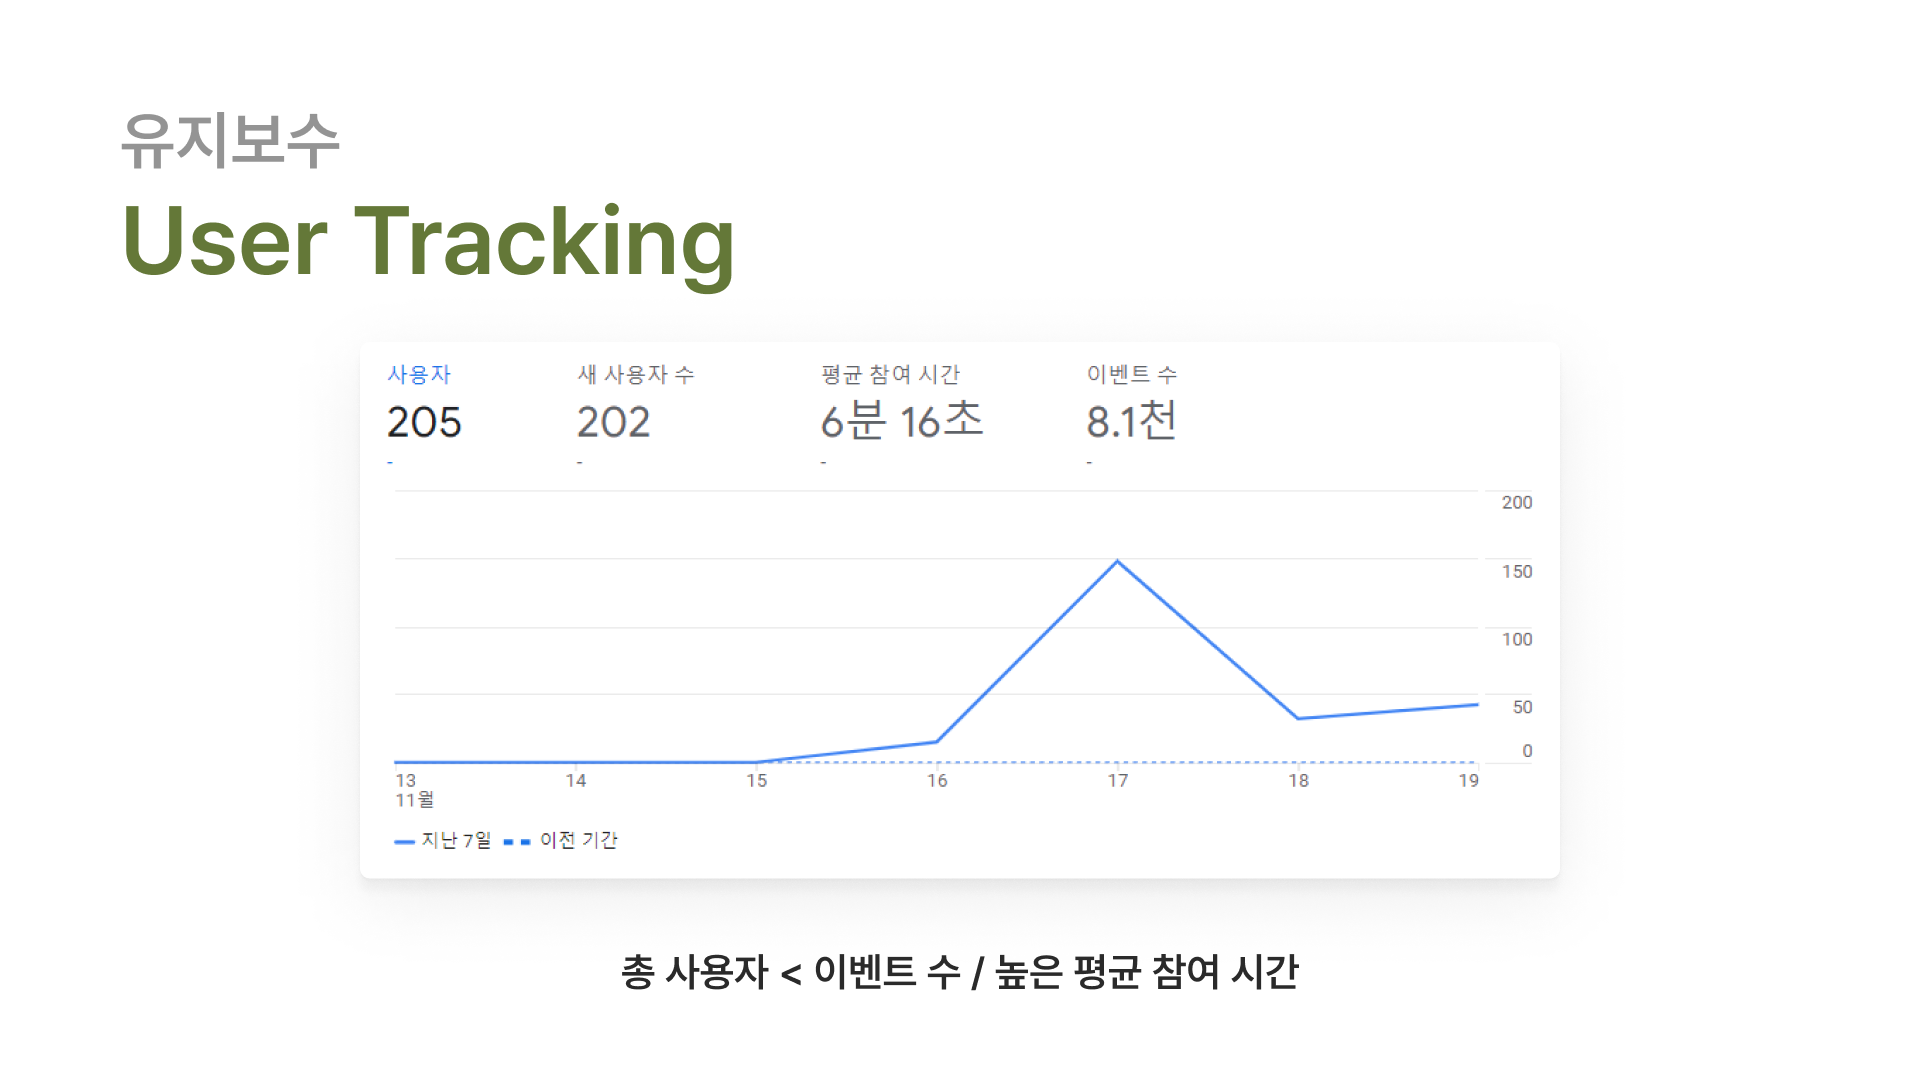 유지보수
User Tracking
사용자 새 사용자 수 평균 참여 시간 이벤트 수
205 202 6분 16초 8.1천
- - - -
200
150
100
50
0
13 14 15 16 17 18 19
11월
지난 7일 이전 기간
총 사용자 < 이벤트 수 / 높은 평균 참여 시간